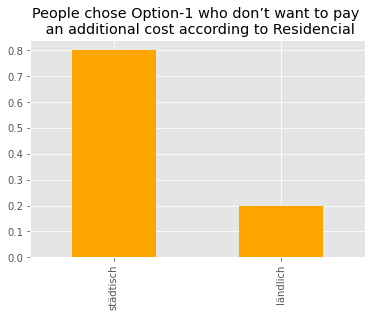 People chose Option-1 who don’t want to pay
an additional cost according to Residencial
0.8
0.7
0.6
0.5
0.4
0.3
0.2
0.1
0.0
städtisch
ländlich